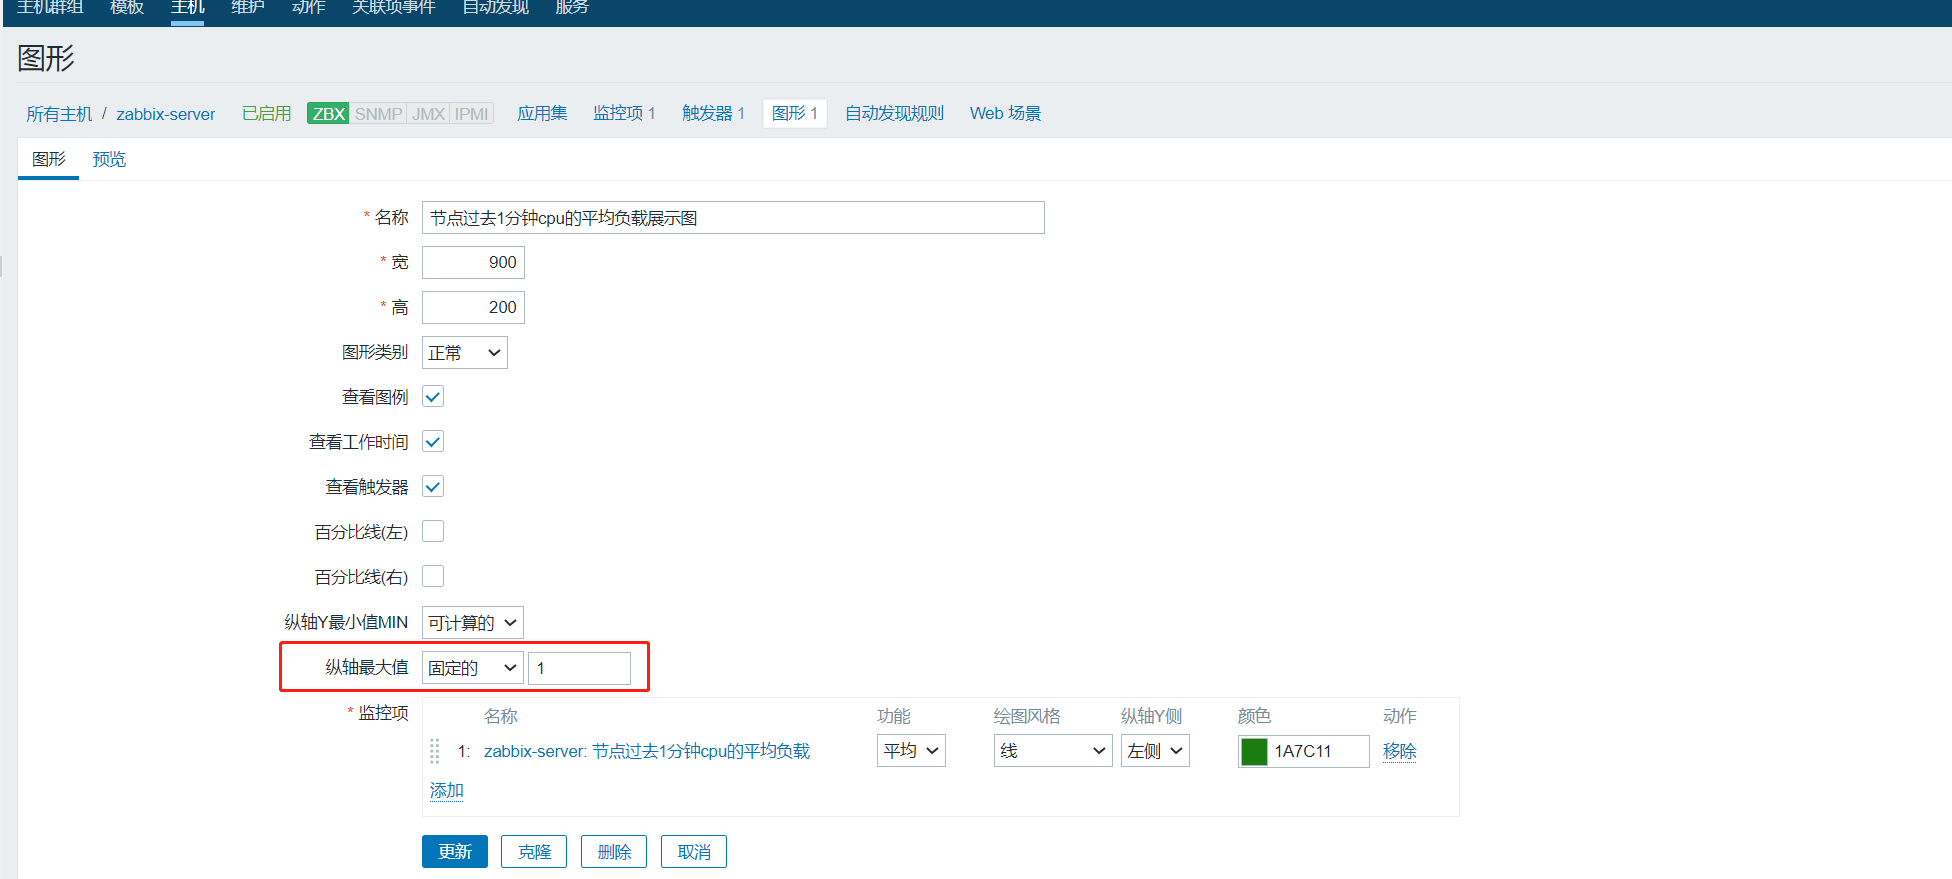 主机群组 模板 主机 维护 动作 关联项事件 自动发现 服务
图形
所有主机 / zabbix-server 已启用 ZBX SNMP JMX IPMI 应用集 监控项 1 触发器 1 图形 1 自动发现规则 Web 场景
图形 预览
* 名称 节点过去1分钟cpu的平均负载展示图
* 宽 900
* 高 200
图形类别 正常
查看图例
查看工作时间
查看触发器
百分比线(左)
百分比线(右)
纵轴Y最小值MIN 可计算的
纵轴最大值 固定的 1
* 监控项 名称 功能 绘图风格 纵轴Y侧 颜色 动作
1: zabbix-server: 节点过去1分钟cpu的平均负载 平均 线 左侧 1A7C11 移除
添加
更新 克隆 删除 取消